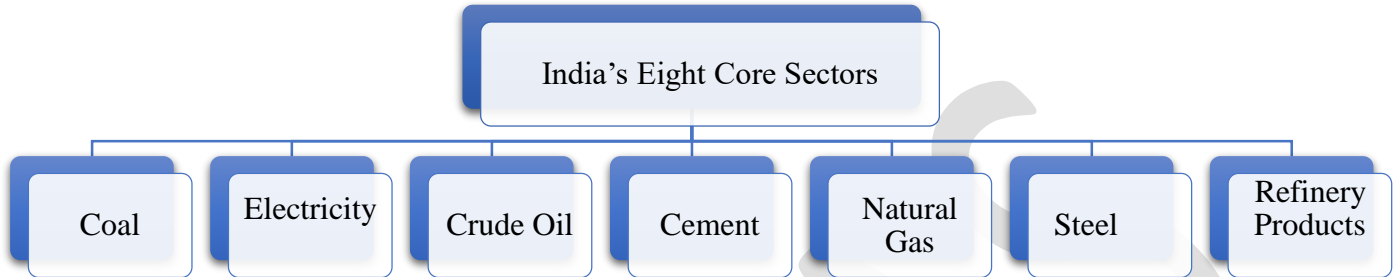 India’s Eight Core Sectors
Coal
Electricity
Crude Oil
Cement
Natural
Gas
Steel
Refinery
Products